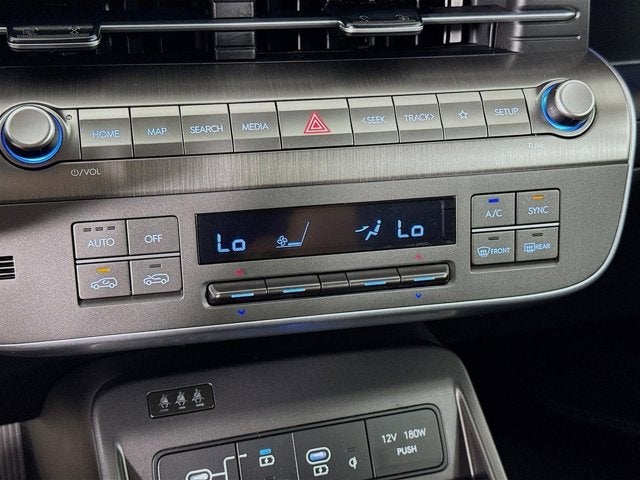 HOME MAP SEARCH MEDIA <SEEK TRACK> ☆ SETUP
⏻/VOL TUNE
AUTO OFF Lo Lo A/C SYNC
FRONT REAR
12V 180W
PUSH